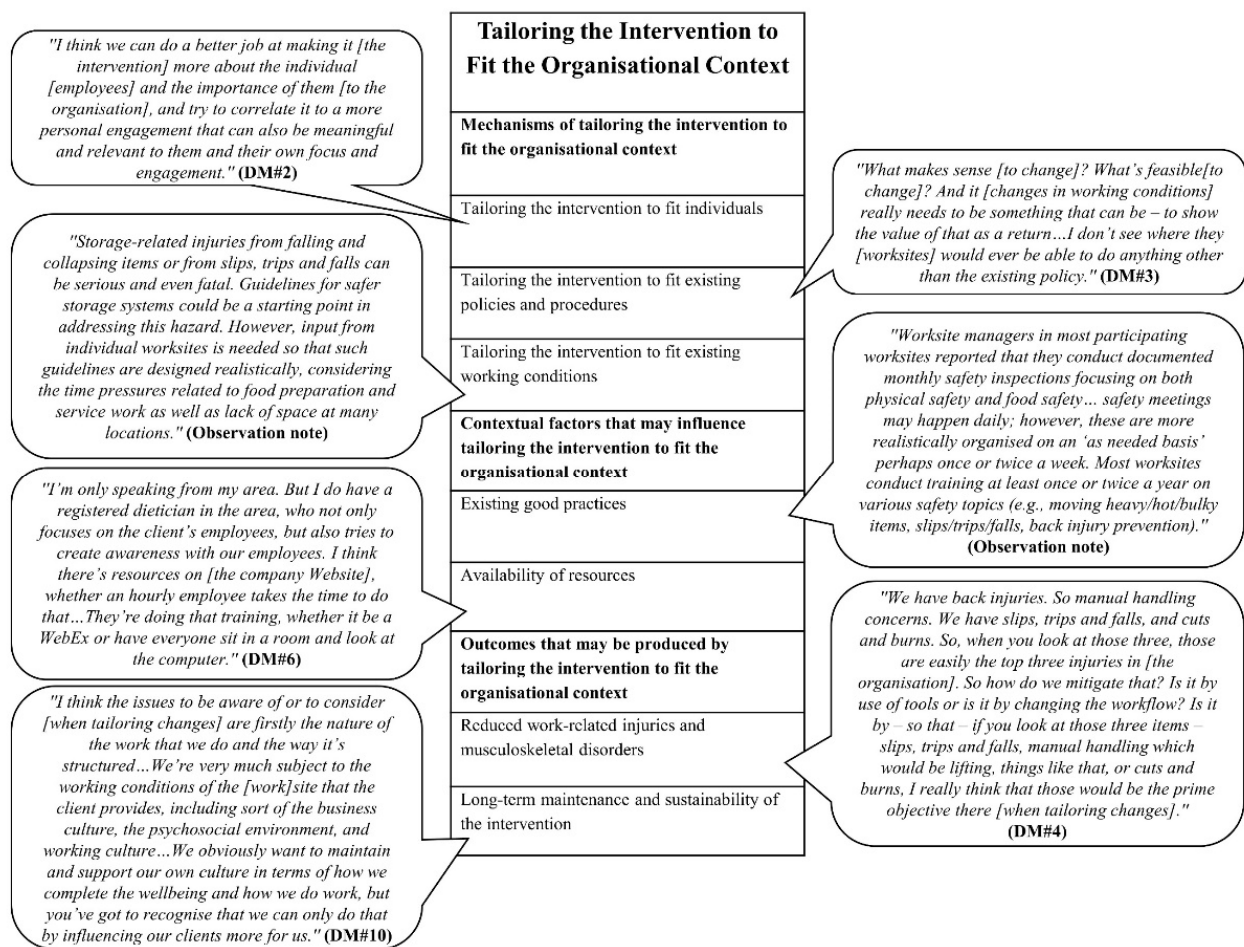 Tailoring the Intervention to
Fit the Organisational Context
Mechanisms of tailoring the intervention to
fit the organisational context
Tailoring the intervention to fit individuals
Tailoring the intervention to fit existing
policies and procedures
Tailoring the intervention to fit existing
working conditions
Contextual factors that may influence
tailoring the intervention to fit the
organisational context
Existing good practices
Availability of resources
Outcomes that may be produced by
tailoring the intervention to fit the
organisational context
Reduced work-related injuries and
musculoskeletal disorders
Long-term maintenance and sustainability of
the intervention
"I think we can do a better job at making it [the
intervention] more about the individual
[employees] and the importance of them [to the
organisation], and try to correlate it to a more
personal engagement that can also be meaningful
and relevant to them and their own focus and
engagement." (DM#2)
"Storage-related injuries from falling and
collapsing items or from slips, trips and falls can
be serious and even fatal. Guidelines for safer
storage systems could be a starting point in
addressing this hazard. However, input from
individual worksites is needed so that such
guidelines are designed realistically, considering
the time pressures related to food preparation and
service work as well as lack of space at many
locations." (Observation note)
"I'm only speaking from my area. But I do have a
registered dietician in the area, who not only
focuses on the client's employees, but also tries to
create awareness with our employees. I think
there's resources on [the company Website],
whether an hourly employee takes the time to do
that…They're doing that training, whether it be a
WebEx or have everyone sit in a room and look at
the computer." (DM#6)
"I think the issues to be aware of or to consider
[when tailoring changes] are firstly the nature of
the work that we do and the way it's
structured…We're very much subject to the
working conditions of the [work]site that the
client provides, including sort of the business
culture, the psychosocial environment, and
working culture…We obviously want to maintain
and support our own culture in terms of how we
complete the wellbeing and how we do work, but
you've got to recognise that we can only do that
by influencing our clients more for us." (DM#10)
"What makes sense [to change]? What's feasible[to
change]? And it [changes in working conditions]
really needs to be something that can be – to show
the value of that as a return…I don't see where they
[worksites] would ever be able to do anything other
than the existing policy." (DM#3)
"Worksite managers in most participating
worksites reported that they conduct documented
monthly safety inspections focusing on both
physical safety and food safety… safety meetings
may happen daily; however, these are more
realistically organised on an 'as needed basis'
perhaps once or twice a week. Most worksites
conduct training at least once or twice a year on
various safety topics (e.g., moving heavy/hot/bulky
items, slips/trips/falls, back injury prevention)."
(Observation note)
"We have back injuries. So manual handling
concerns. We have slips, trips and falls, and cuts
and burns. So, when you look at those three, those
are easily the top three injuries in [the
organisation]. So how do we mitigate that? Is it by
use of tools or is it by changing the workflow? Is it
by – so that – if you look at those three items –
slips, trips and falls, manual handling which
would be lifting, things like that, or cuts and
burns, I really think that those would be the prime
objective there [when tailoring changes]."
(DM#4)